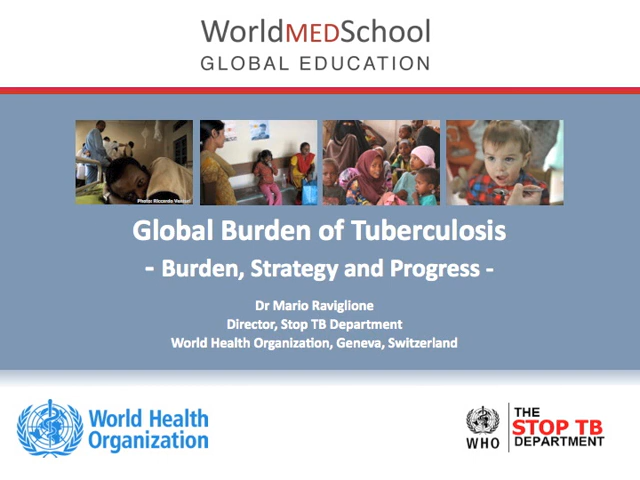 WorldMEDSchool
GLOBAL EDUCATION
Photo: Riccardo Venturi
Global Burden of Tuberculosis
- Burden, Strategy and Progress -
Dr Mario Raviglione
Director, Stop TB Department
World Health Organization, Geneva, Switzerland
World Health
Organization
WHO
THE
STOP TB
DEPARTMENT